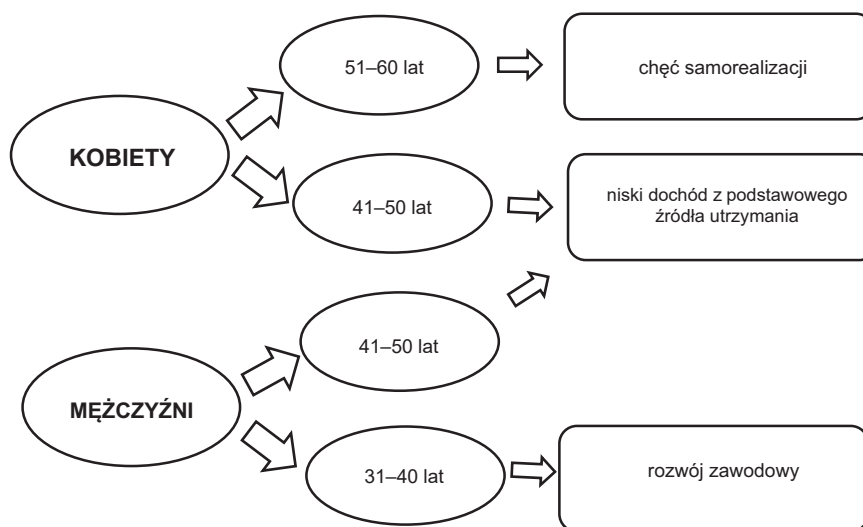 51–60 lat
chęć samorealizacji
KOBIETY
41–50 lat
niski dochód z podstawowego
źródła utrzymania
41–50 lat
MĘŻCZYŹNI
31–40 lat
rozwój zawodowy